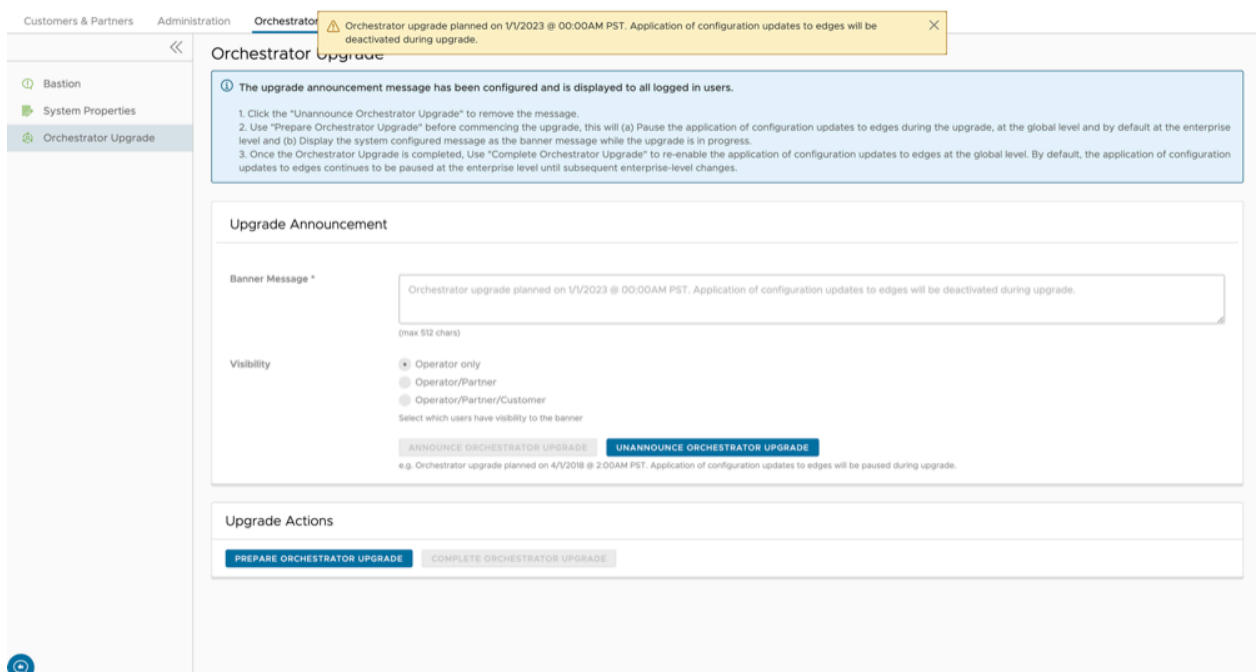 Customers & Partners
Administration
Orchestrator
Orchestrator upgrade planned on 1/1/2023 @ 00:00AM PST. Application of configuration updates to edges will be
deactivated during upgrade.
Bastion
System Properties
Orchestrator Upgrade
Orchestrator Upgrade
The upgrade announcement message has been configured and is displayed to all logged in users.
1. Click the "Unannounce Orchestrator Upgrade" to remove the message.
2. Use "Prepare Orchestrator Upgrade" before commencing the upgrade, this will (a) Pause the application of configuration updates to edges during the upgrade, at the global level and by default at the enterprise
level and (b) Display the system configured message as the banner message while the upgrade is in progress.
3. Once the Orchestrator Upgrade is completed, Use "Complete Orchestrator Upgrade" to re-enable the application of configuration updates to edges at the global level. By default, the application of configuration
updates to edges continues to be paused at the enterprise level until subsequent enterprise-level changes.
Upgrade Announcement
Banner Message *
Orchestrator upgrade planned on 1/1/2023 @ 00:00AM PST. Application of configuration updates to edges will be deactivated during upgrade.
(max 512 chars)
Visibility
Operator only
Operator/Partner
Operator/Partner/Customer
Select which users have visibility to the banner
ANNOUNCE ORCHESTRATOR UPGRADE
UNANNOUNCE ORCHESTRATOR UPGRADE
e.g. Orchestrator upgrade planned on 4/1/2018 @ 2:00AM PST. Application of configuration updates to edges will be paused during upgrade.
Upgrade Actions
PREPARE ORCHESTRATOR UPGRADE
COMPLETE ORCHESTRATOR UPGRADE